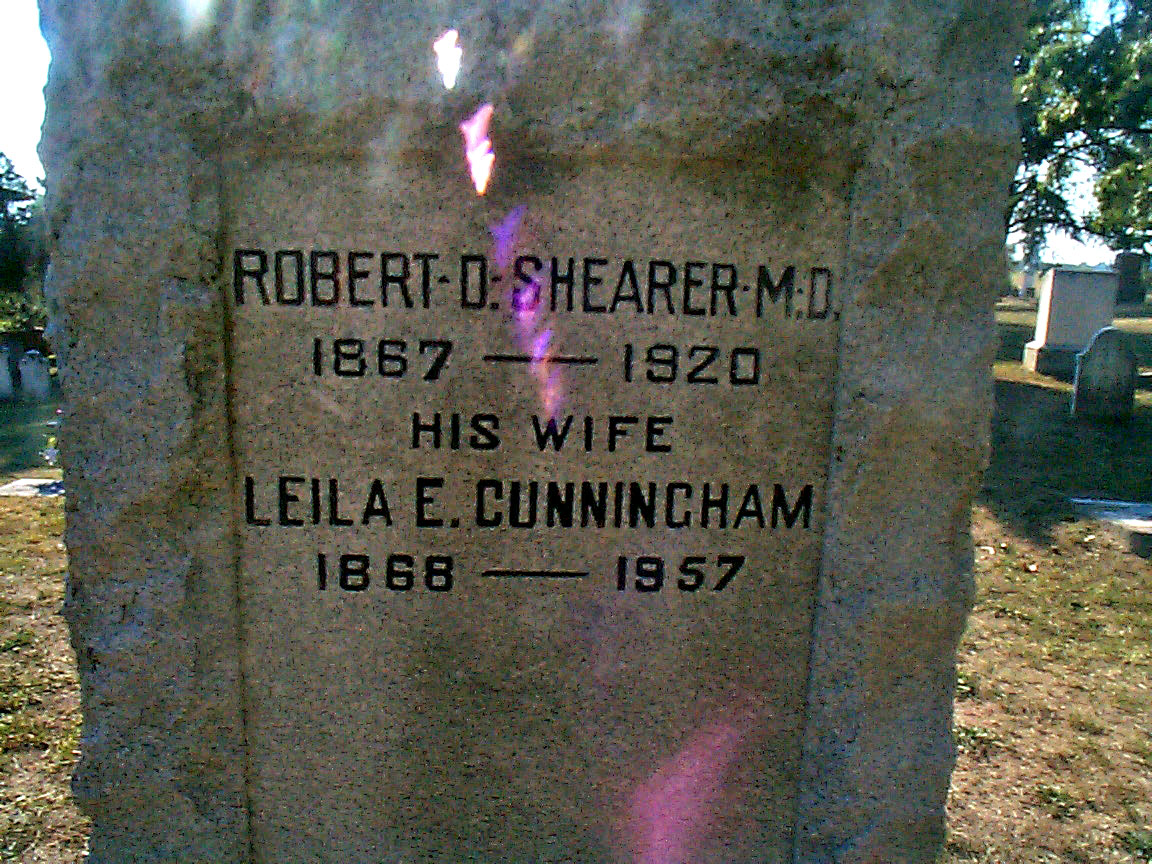 ROBERT·D·SHEARER·M·D.
1867 — 1920
HIS WIFE
LEILA E. CUNNINGHAM
1868 — 1957